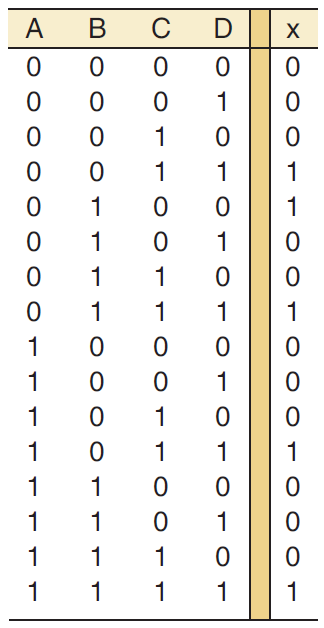 A B C D x
0 0 0 0 0
0 0 0 1 0
0 0 1 0 0
0 0 1 1 1
0 1 0 0 1
0 1 0 1 0
0 1 1 0 0
0 1 1 1 1
1 0 0 0 0
1 0 0 1 0
1 0 1 0 0
1 0 1 1 1
1 1 0 0 0
1 1 0 1 0
1 1 1 0 0
1 1 1 1 1